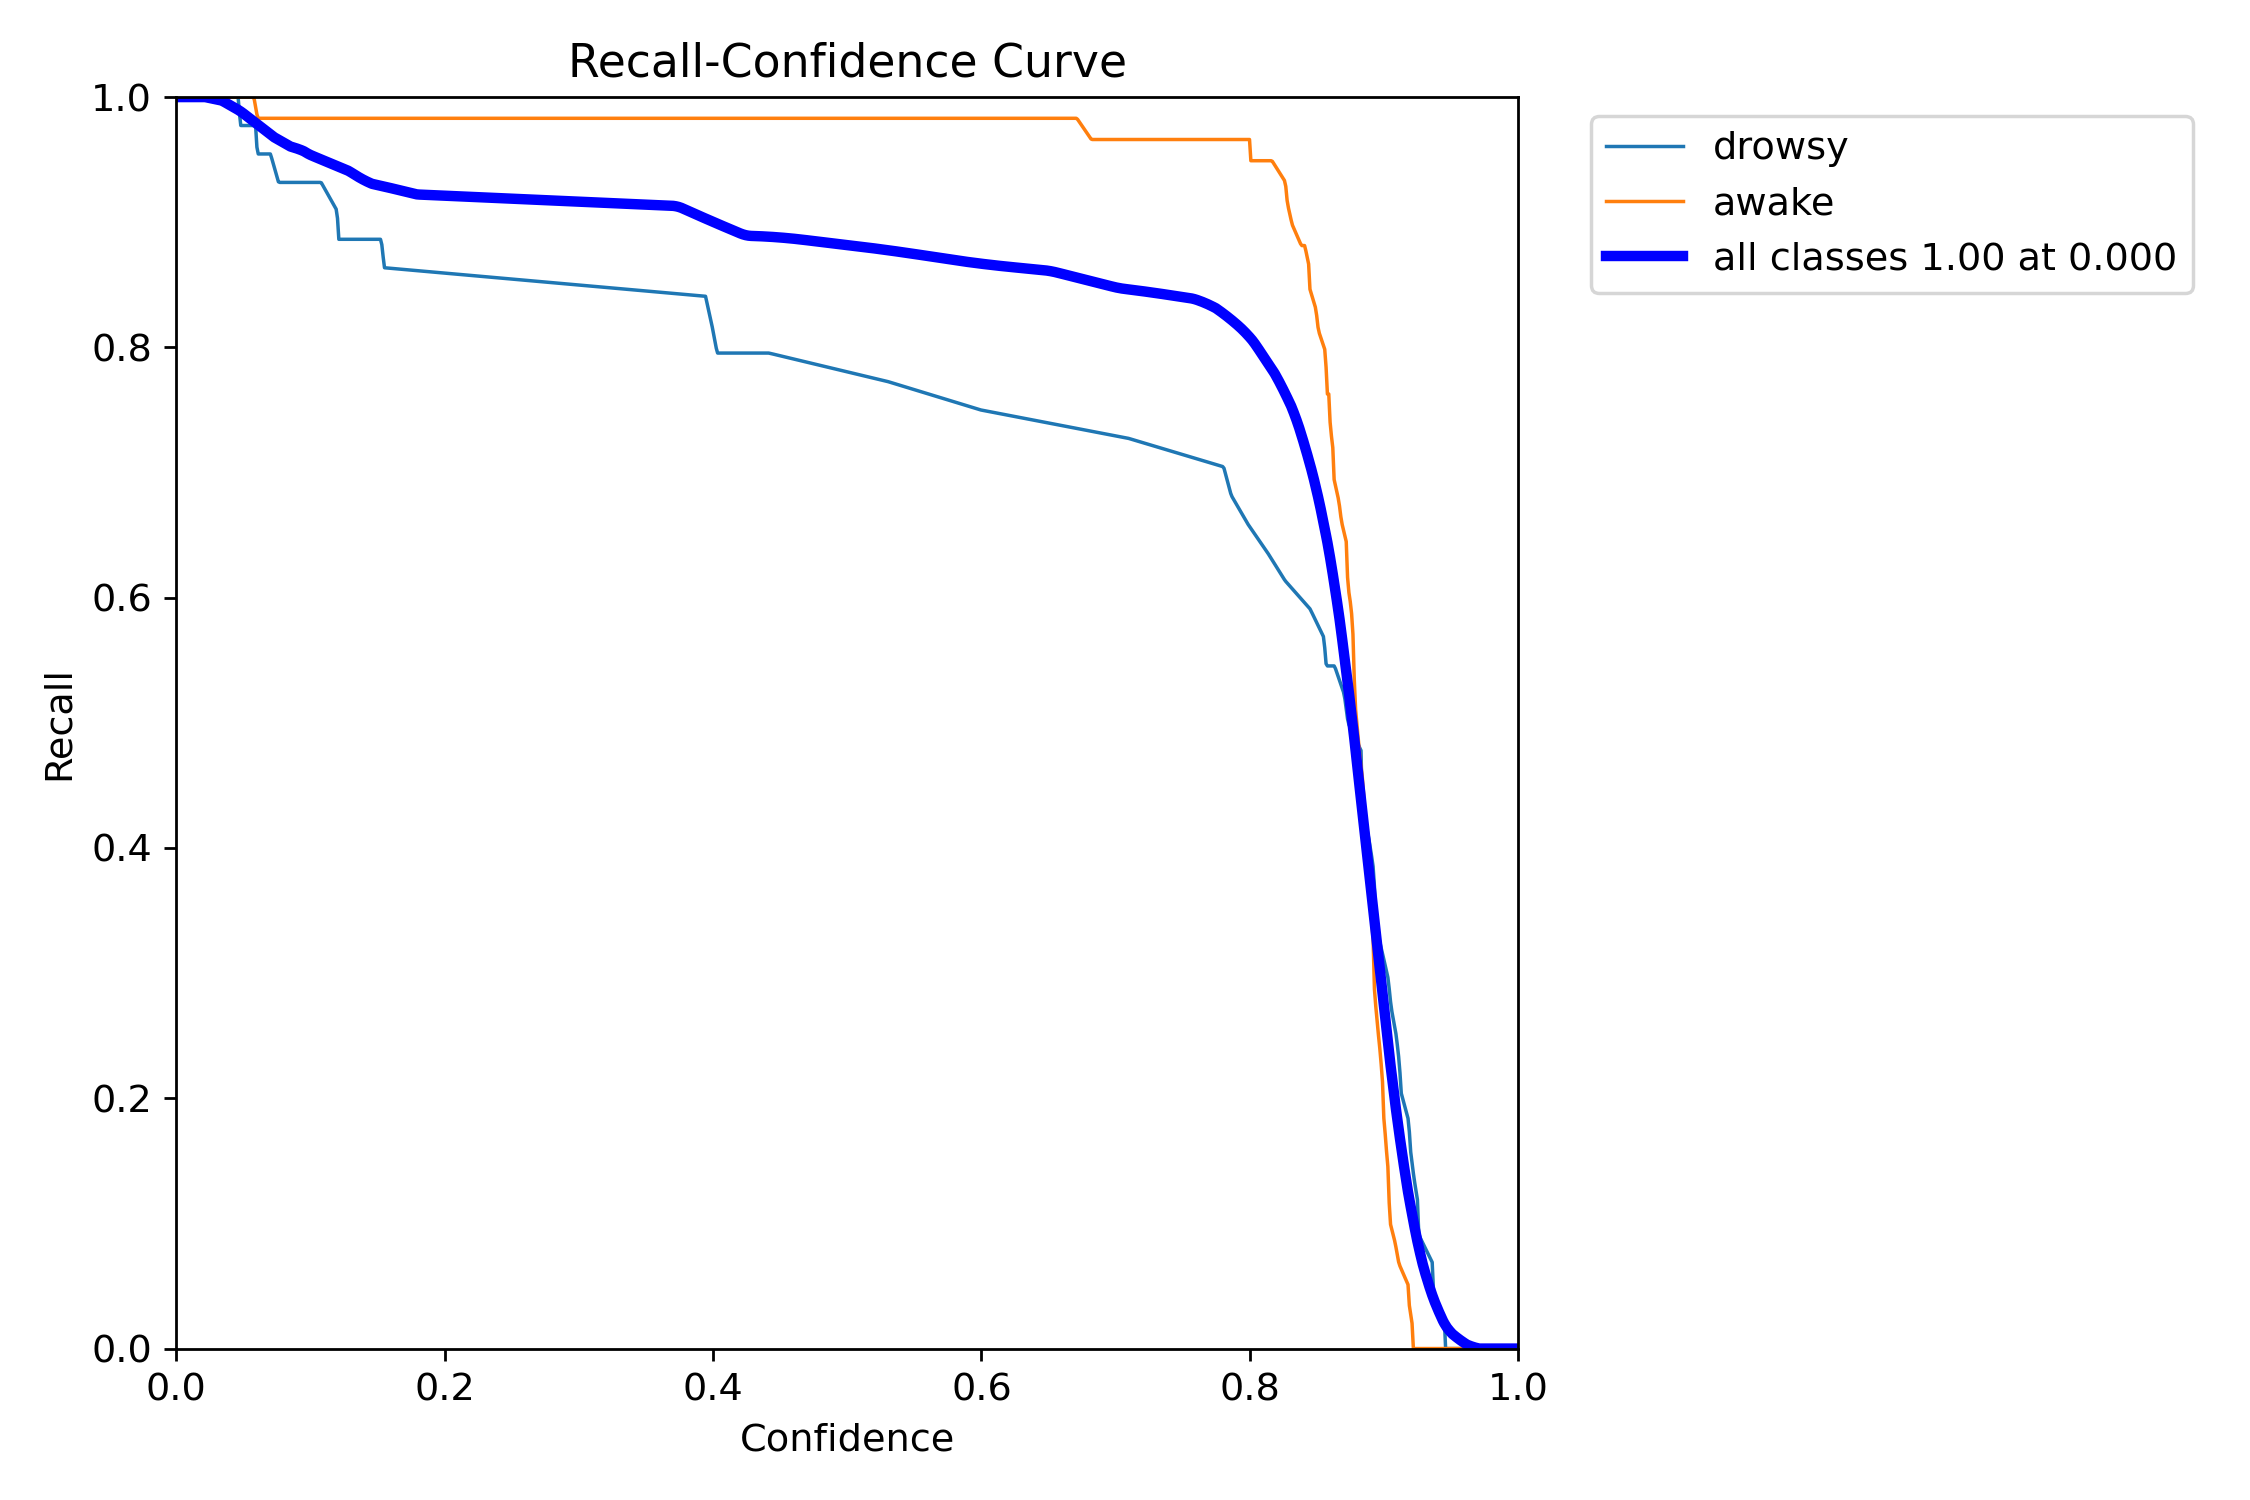 Recall-Confidence Curve
1.0
0.8
0.6
0.4
0.2
0.0
Recall
0.0 0.2 0.4 0.6 0.8 1.0
Confidence
drowsy
awake
all classes 1.00 at 0.000